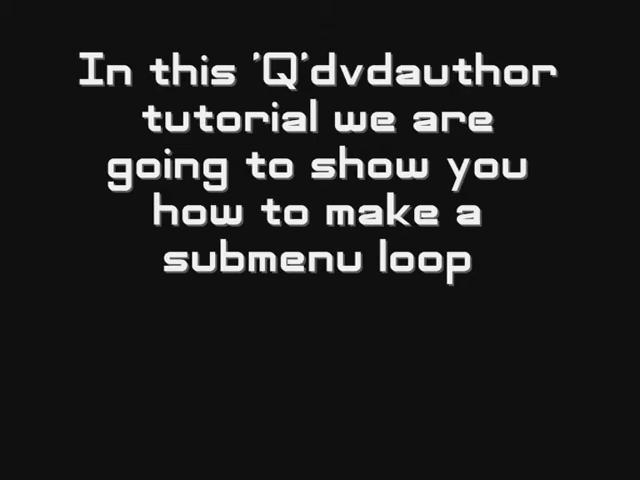 In this 'Q'dvdauthor
tutorial we are
going to show you
how to make a
submenu loop